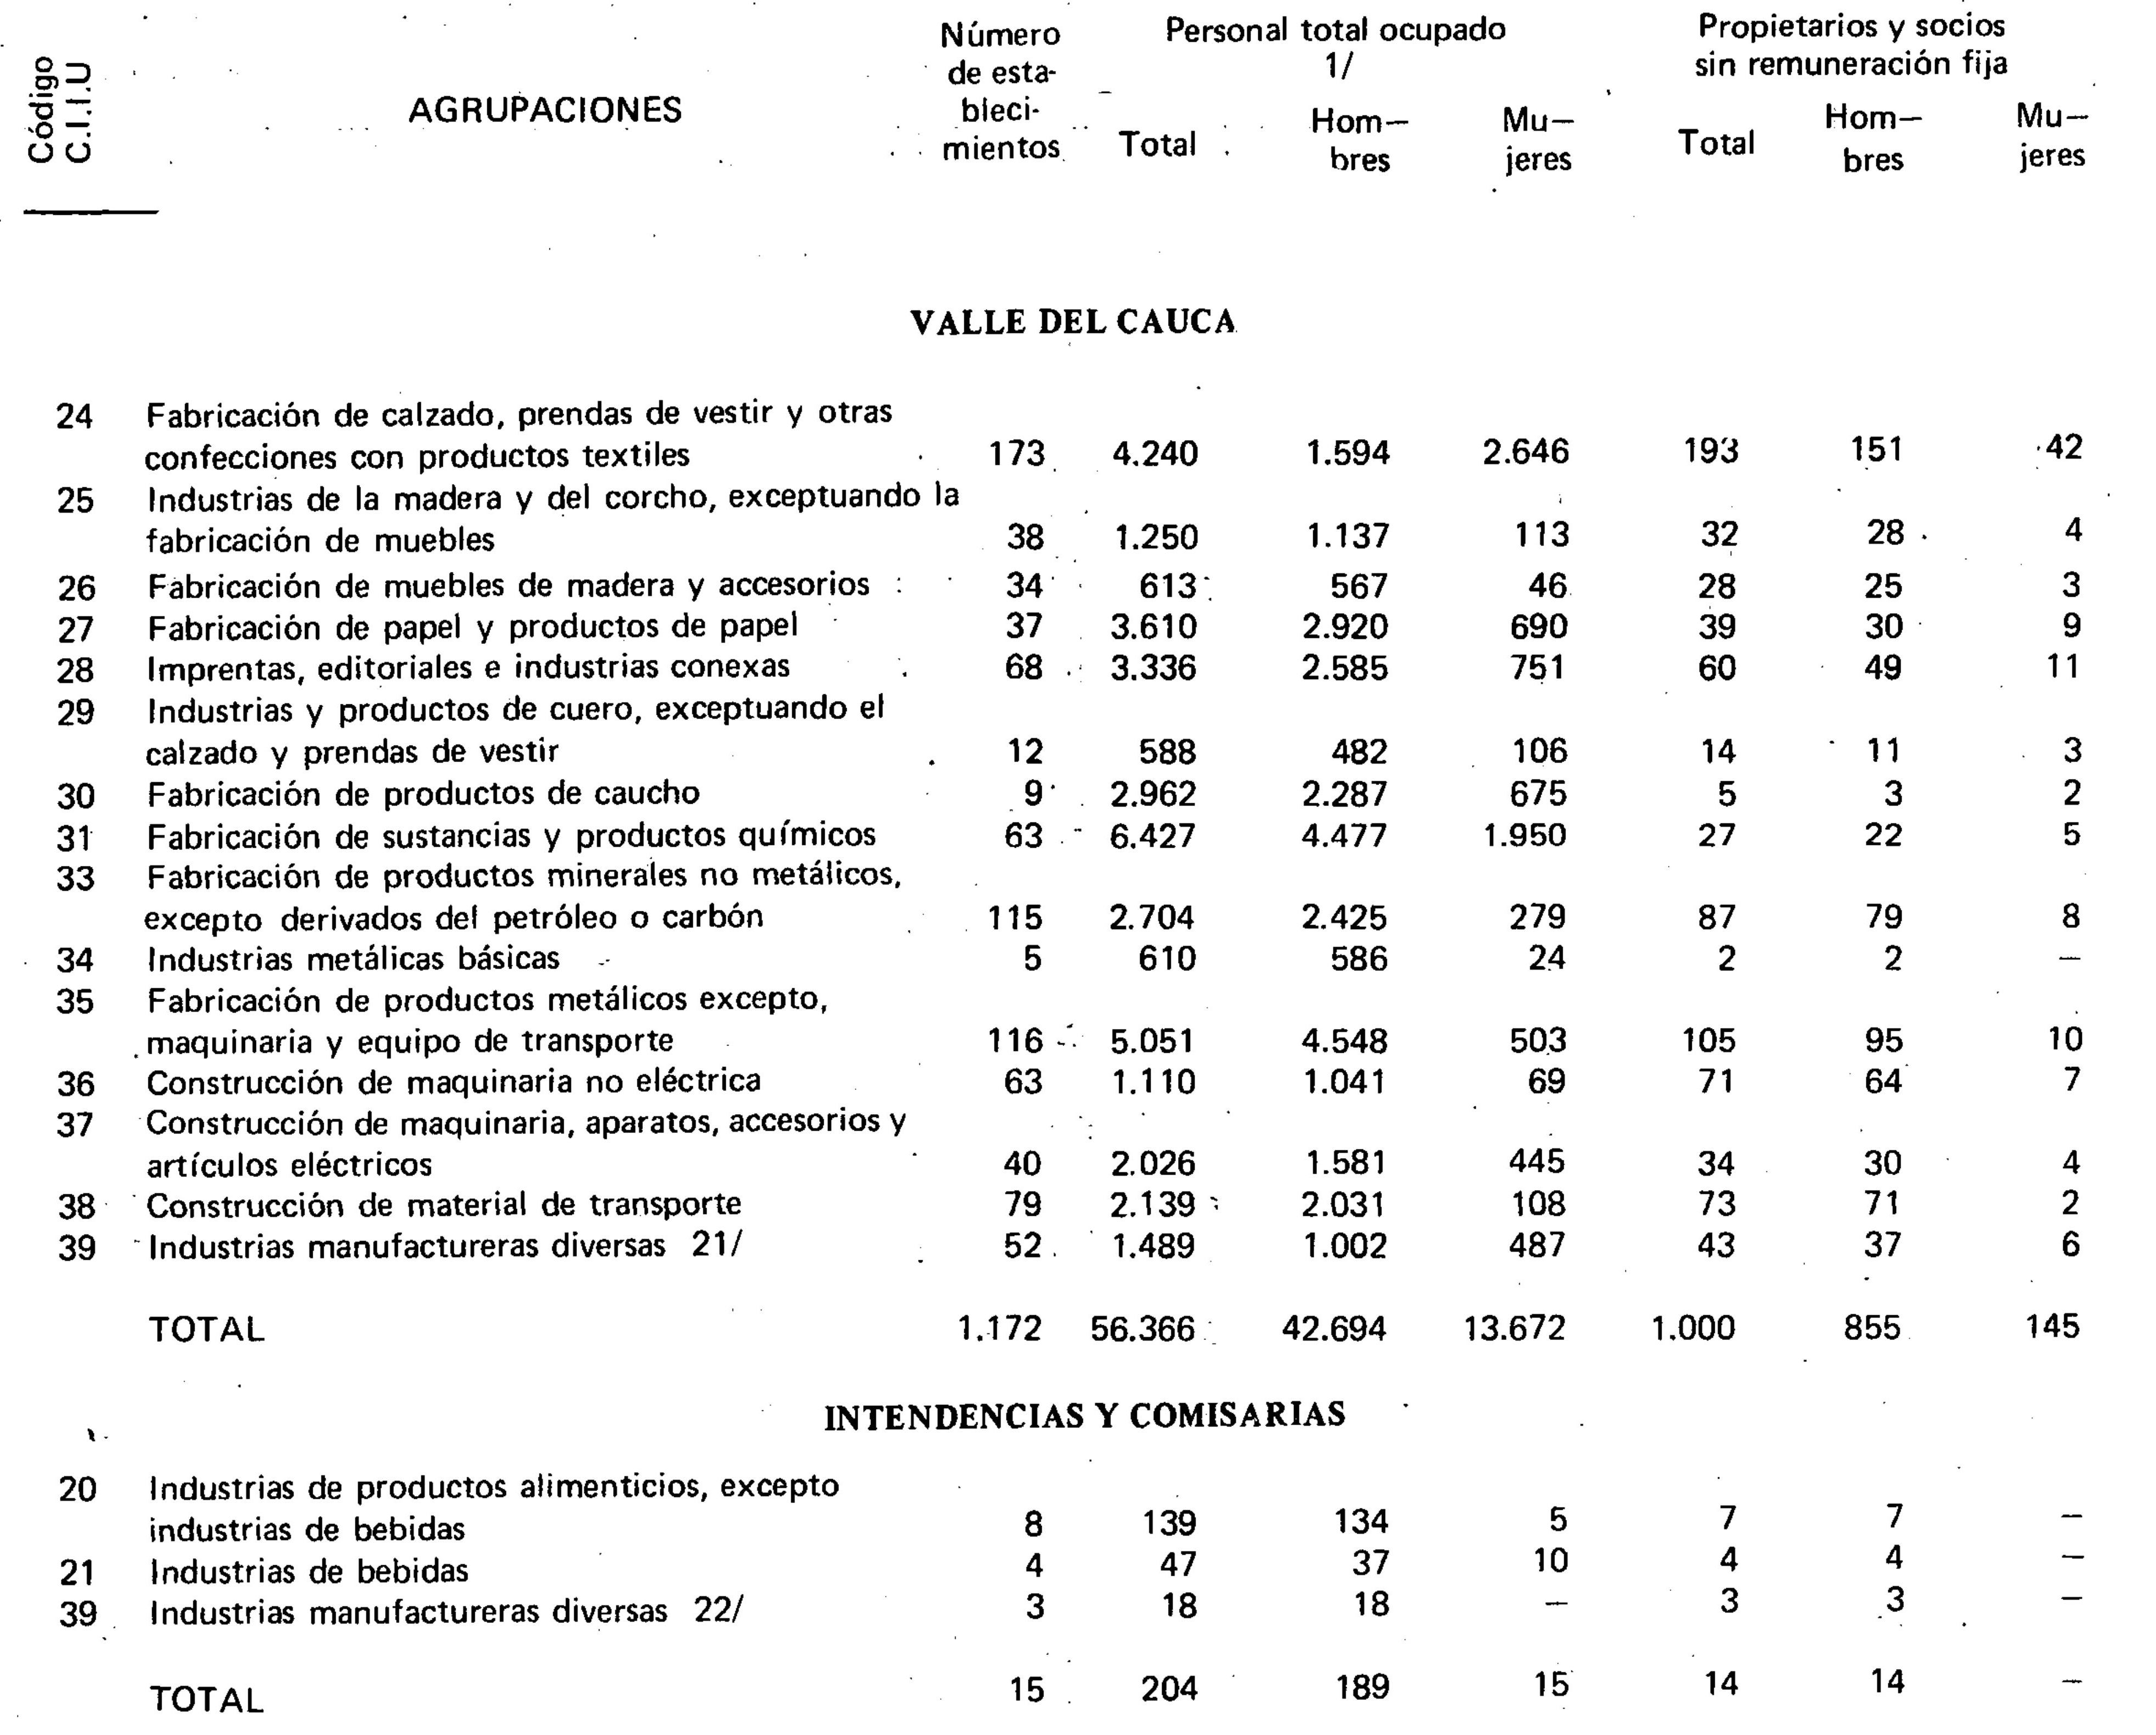 Código
C.I.I.U
AGRUPACIONES
Número
de esta-
bleci-
mientos
Personal total ocupado
1/
Total
Hom—
bres
Mu—
jeres
Propietarios y socios
sin remuneración fija
Total
Hom—
bres
Mu—
jeres
VALLE DEL CAUCA
24 Fabricación de calzado, prendas de vestir y otras
confecciones con productos textiles 173 4.240 1.594 2.646 193 151 42
25 Industrias de la madera y del corcho, exceptuando la
fabricación de muebles 38 1.250 1.137 113 32 28 4
26 Fabricación de muebles de madera y accesorios 34 613 567 46 28 25 3
27 Fabricación de papel y productos de papel 37 3.610 2.920 690 39 30 9
28 Imprentas, editoriales e industrias conexas 68 3.336 2.585 751 60 49 11
29 Industrias y productos de cuero, exceptuando el
calzado y prendas de vestir 12 588 482 106 14 11 3
30 Fabricación de productos de caucho 9 2.962 2.287 675 5 3 2
31 Fabricación de sustancias y productos químicos 63 6.427 4.477 1.950 27 22 5
33 Fabricación de productos minerales no metálicos,
excepto derivados del petróleo o carbón 115 2.704 2.425 279 87 79 8
34 Industrias metálicas básicas 5 610 586 24 2 2 —
35 Fabricación de productos metálicos excepto,
maquinaria y equipo de transporte 116 5.051 4.548 503 105 95 10
36 Construcción de maquinaria no eléctrica 63 1.110 1.041 69 71 64 7
37 Construcción de maquinaria, aparatos, accesorios y
artículos eléctricos 40 2.026 1.581 445 34 30 4
38 Construcción de material de transporte 79 2.139 2.031 108 73 71 2
39 Industrias manufactureras diversas 21/ 52 1.489 1.002 487 43 37 6
TOTAL 1.172 56.366 42.694 13.672 1.000 855 145
INTENDENCIAS Y COMISARIAS
20 Industrias de productos alimenticios, excepto
industrias de bebidas 8 139 134 5 7 7 —
21 Industrias de bebidas 4 47 37 10 4 4 —
39 Industrias manufactureras diversas 22/ 3 18 18 — 3 3 —
TOTAL 15 204 189 15 14 14 —